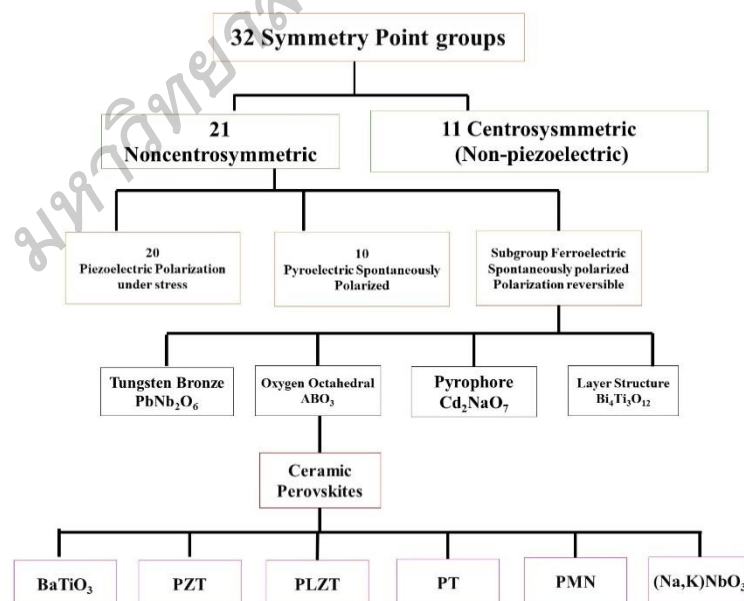 32 Symmetry Point groups
21
Noncentrosymmetric
11 Centrosysmmetric
(Non-piezoelectric)
20
Piezoelectric Polarization
under stress
10
Pyroelectric Spontaneously
Polarized
Subgroup Ferroelectric
Spontaneously polarized
Polarization reversible
Tungsten Bronze
PbNb₂O₆
Oxygen Octahedral
ABO₃
Pyrophore
Cd₂NaO₇
Layer Structure
Bi₄Ti₃O₁₂
Ceramic
Perovskites
BaTiO₃
PZT
PLZT
PT
PMN
(Na,K)NbO₃